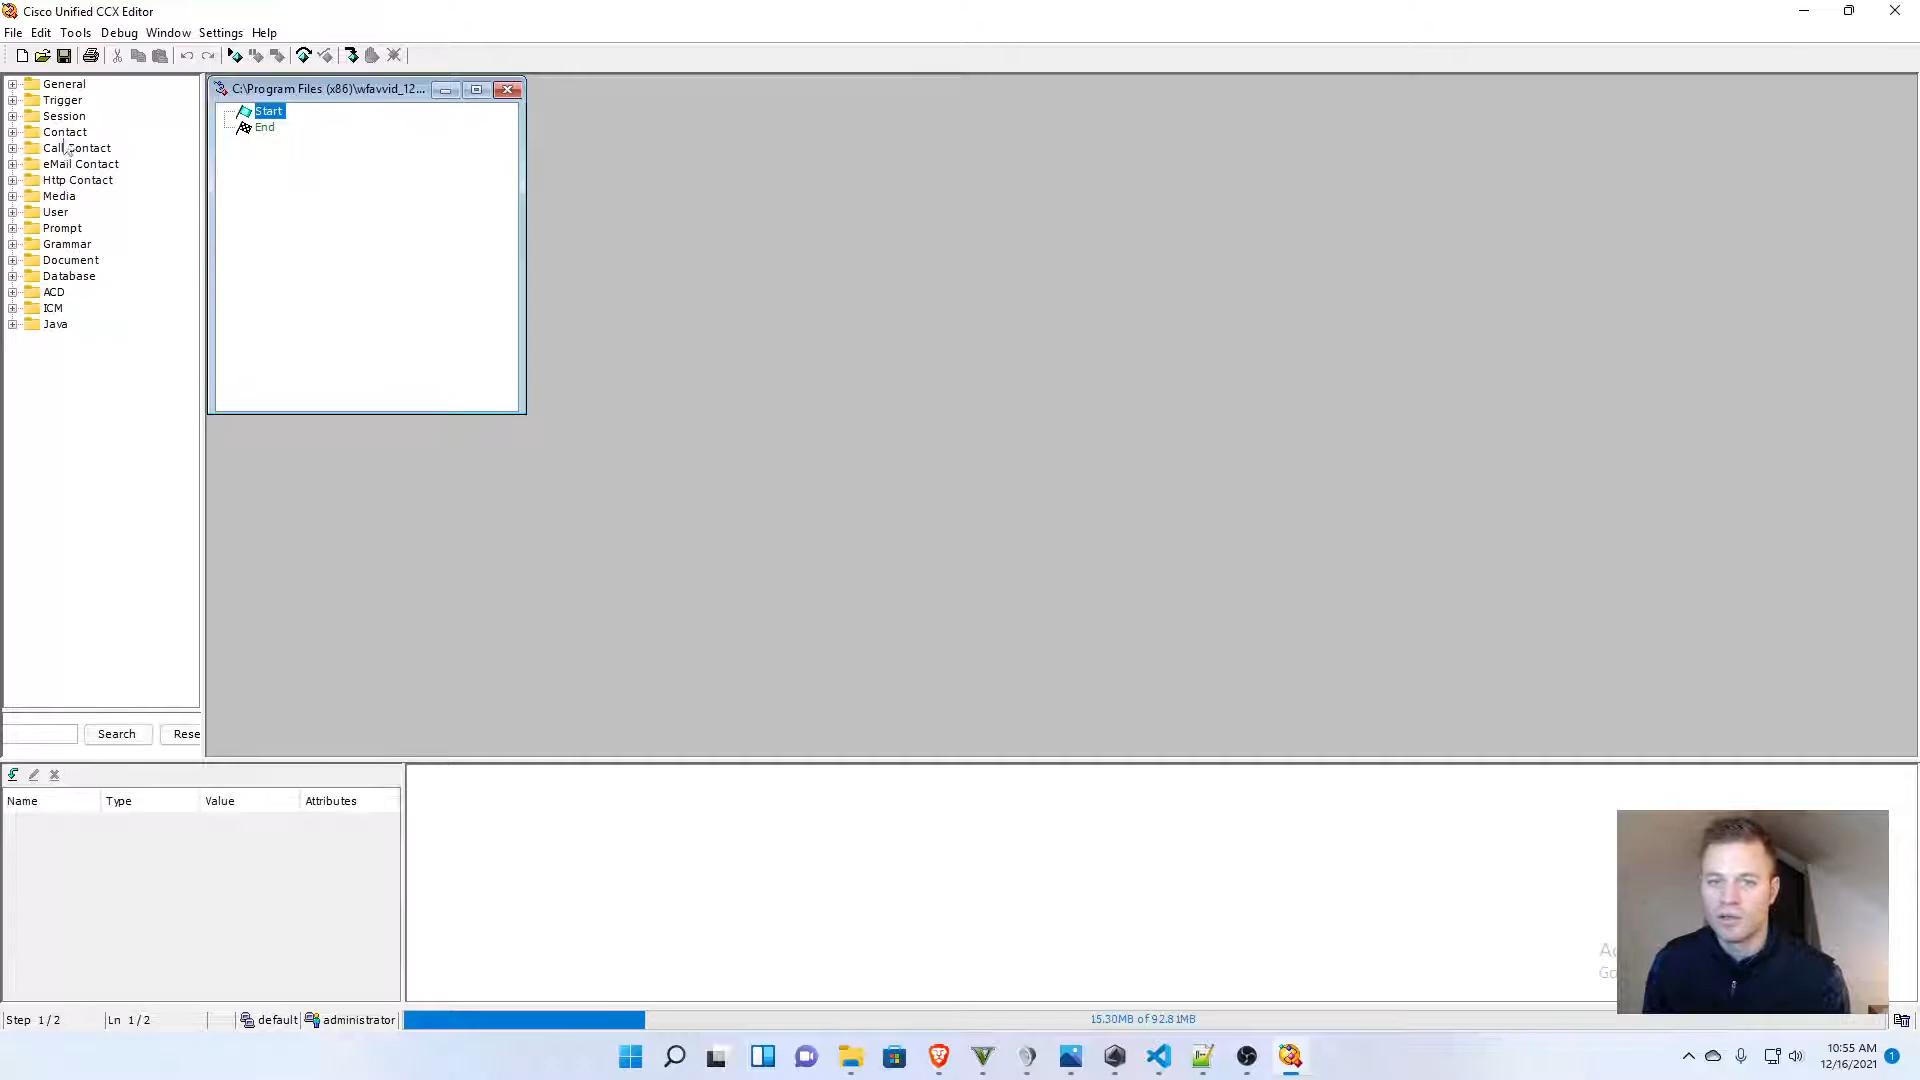 Cisco Unified CCX Editor
File Edit Tools Debug Window Settings Help
General
Trigger
Session
Contact
Call Contact
eMail Contact
Http Contact
Media
User
Prompt
Grammar
Document
Database
ACD
ICM
Java
C:\Program Files (x86)\wfavvid_12...
Start
End
Search Rese
Name Type Value Attributes
Step 1/2 Ln 1/2 default administrator 15.30MB of 92.81MB
10:55 AM
12/16/2021
1